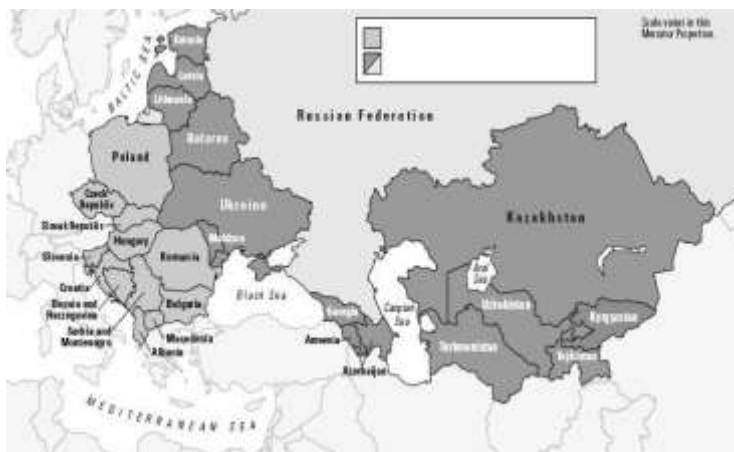 Scale varies in this
Mercator Projection.
BALTIC SEA
Estonia
Latvia
Lithuania
Russian Federation
Belarus
Poland
Ukraine
Czech
Republic
Kazakhstan
Slovak Republic
Moldova
Hungary
Slovenia
Romania
Aral
Sea
Croatia
Black Sea
Caspian
Sea
Bosnia and
Herzegovina
Bulgaria
Georgia
Uzbekistan
Kyrgyzstan
Serbia and
Montenegro
Macedonia
Armenia
Turkmenistan
Tajikistan
Albania
Azerbaijan
MEDITERRANEAN SEA